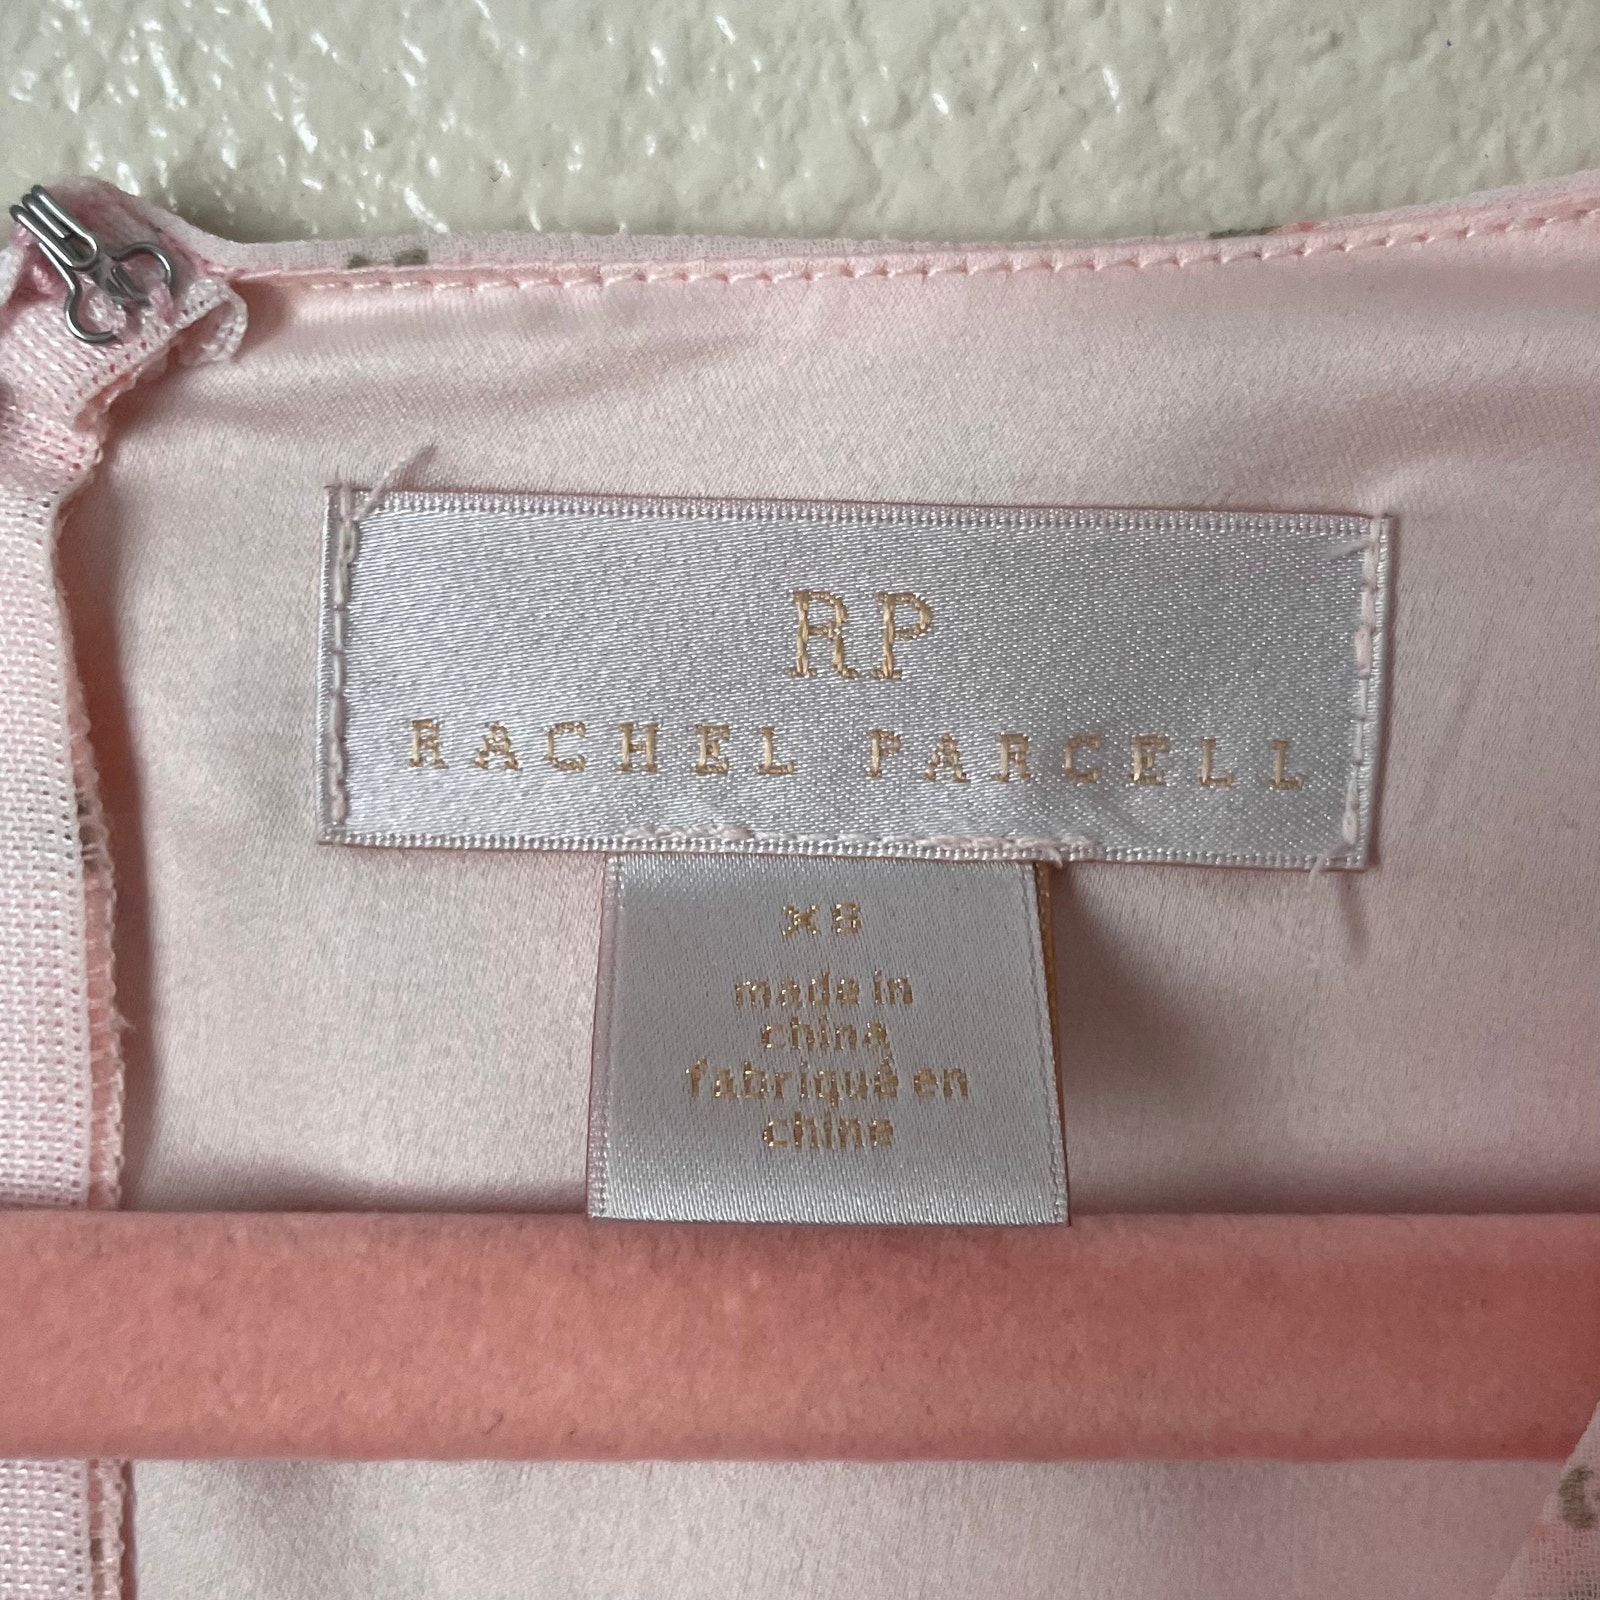 RP
RACHEL PARCELL
XS
made in
china
fabriqué en
chine